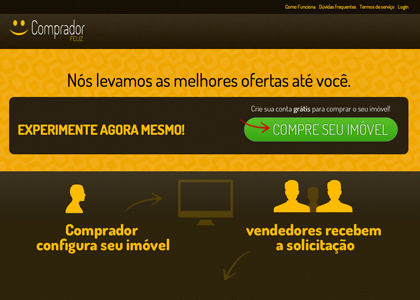 Como Funciona Dúvidas frequentes Termos de serviço Login
Comprador
FELIZ
Nós levamos as melhores ofertas até você.
Crie sua conta grátis para comprar o seu imóvel!
EXPERIMENTE AGORA MESMO!
COMPRE SEU IMÓVEL
Comprador
configura seu imóvel
vendedores recebem
a solicitação